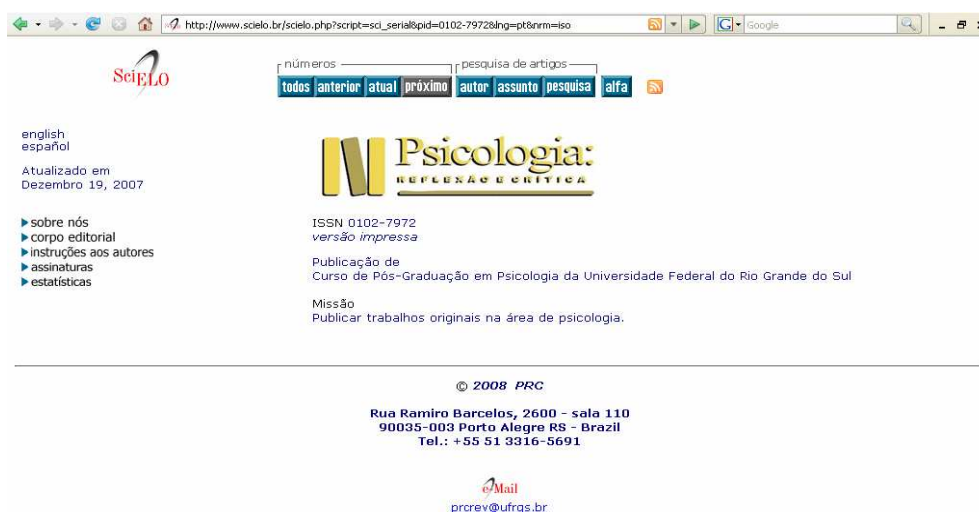 http://www.scielo.br/scielo.php?script=sci_serial&pid=0102-7972&lng=pt&nrm=iso
G
Google
SciELO
números
pesquisa de artigos
todos anterior atual próximo autor assunto pesquisa alfa
english
español
Atualizado em
Dezembro 19, 2007
sobre nós
corpo editorial
instruções aos autores
assinaturas
estatísticas
Psicologia:
REFLEXÃO E CRÍTICA
ISSN 0102-7972
versão impressa
Publicação de
Curso de Pós-Graduação em Psicologia da Universidade Federal do Rio Grande do Sul
Missão
Publicar trabalhos originais na área de psicologia.
© 2008 PRC
Rua Ramiro Barcelos, 2600 - sala 110
90035-003 Porto Alegre RS - Brazil
Tel.: +55 51 3316-5691
e-Mail
prcrev@ufrgs.br